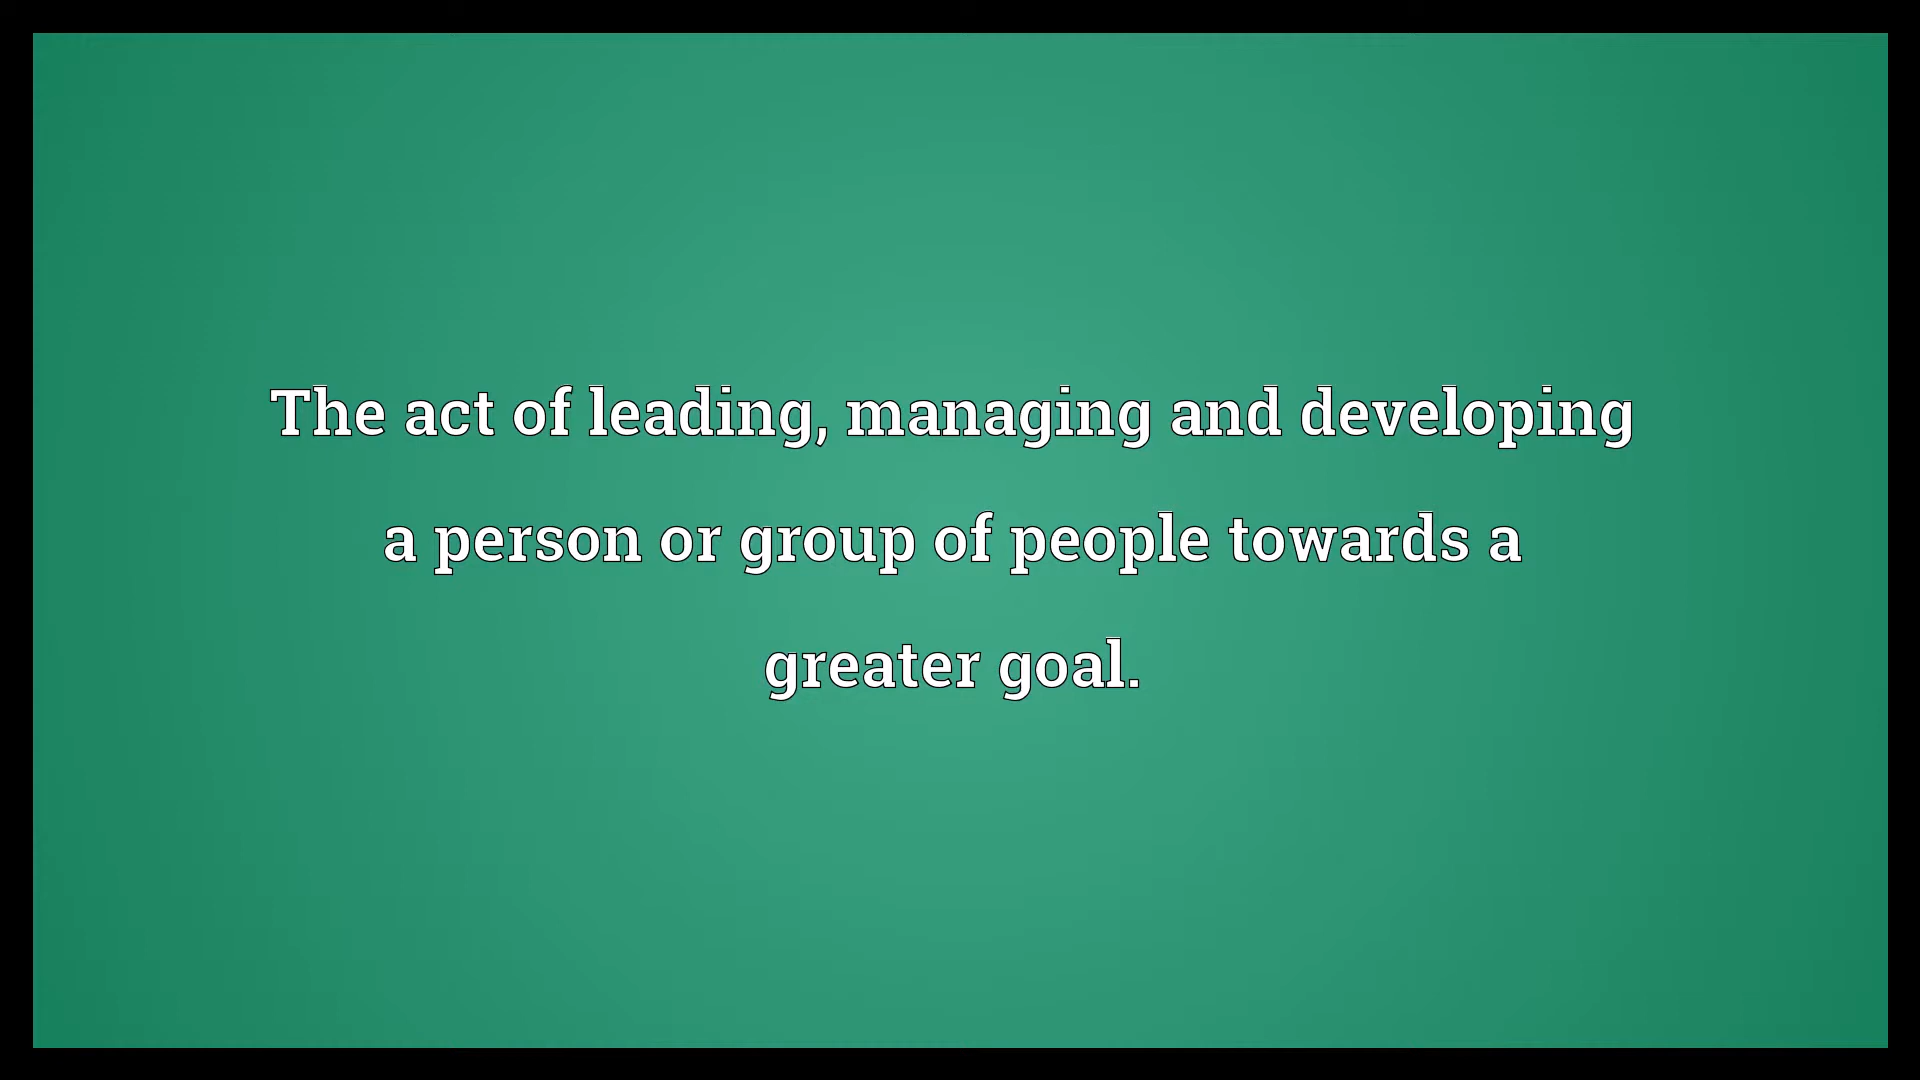 The act of leading, managing and developing
a person or group of people towards a
greater goal.